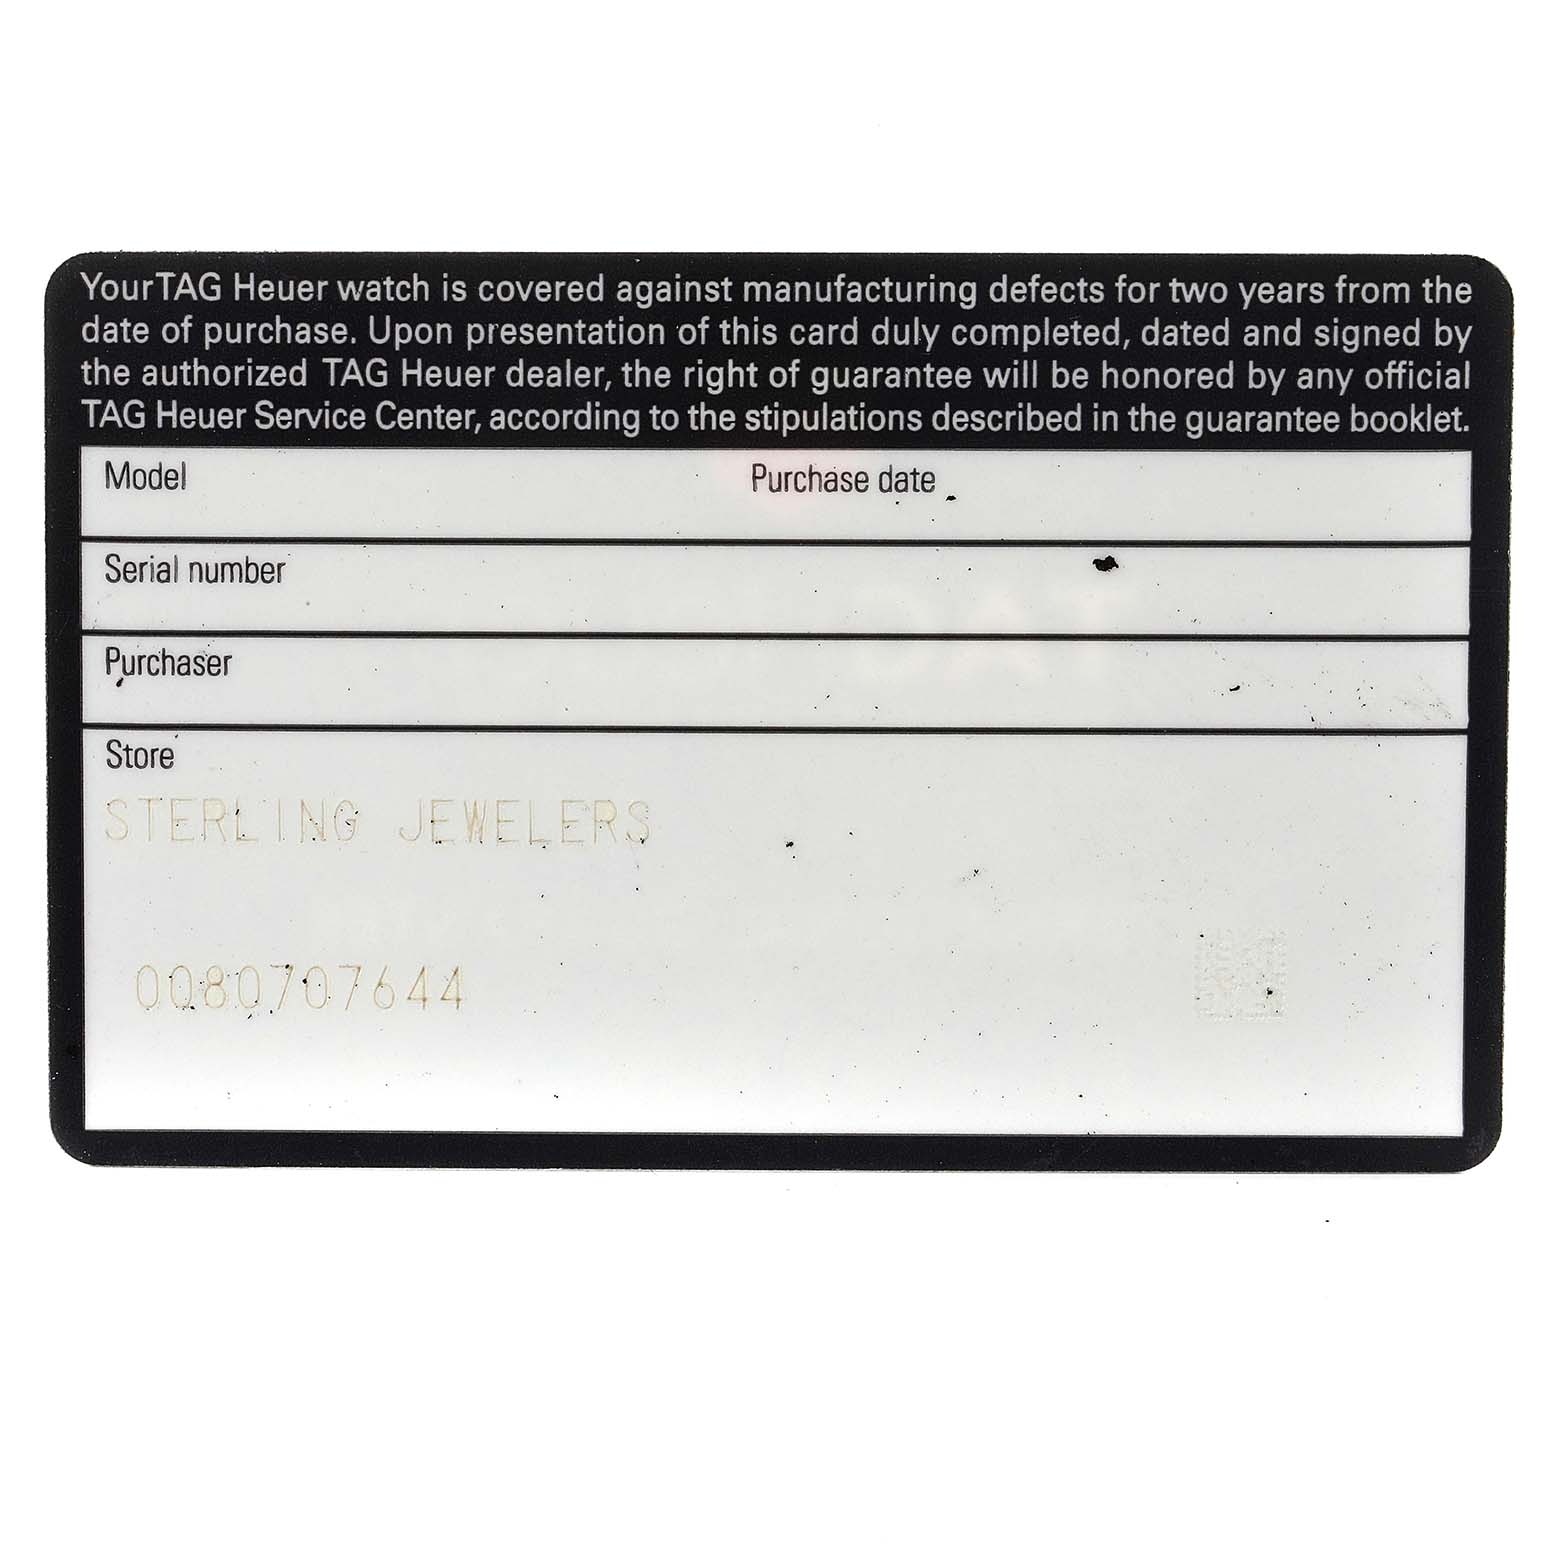 Your TAG Heuer watch is covered against manufacturing defects for two years from the
date of purchase. Upon presentation of this card duly completed, dated and signed by
the authorized TAG Heuer dealer, the right of guarantee will be honored by any official
TAG Heuer Service Center, according to the stipulations described in the guarantee booklet.
Model Purchase date
Serial number
Purchaser
Store
STERLING JEWELERS
0080707644